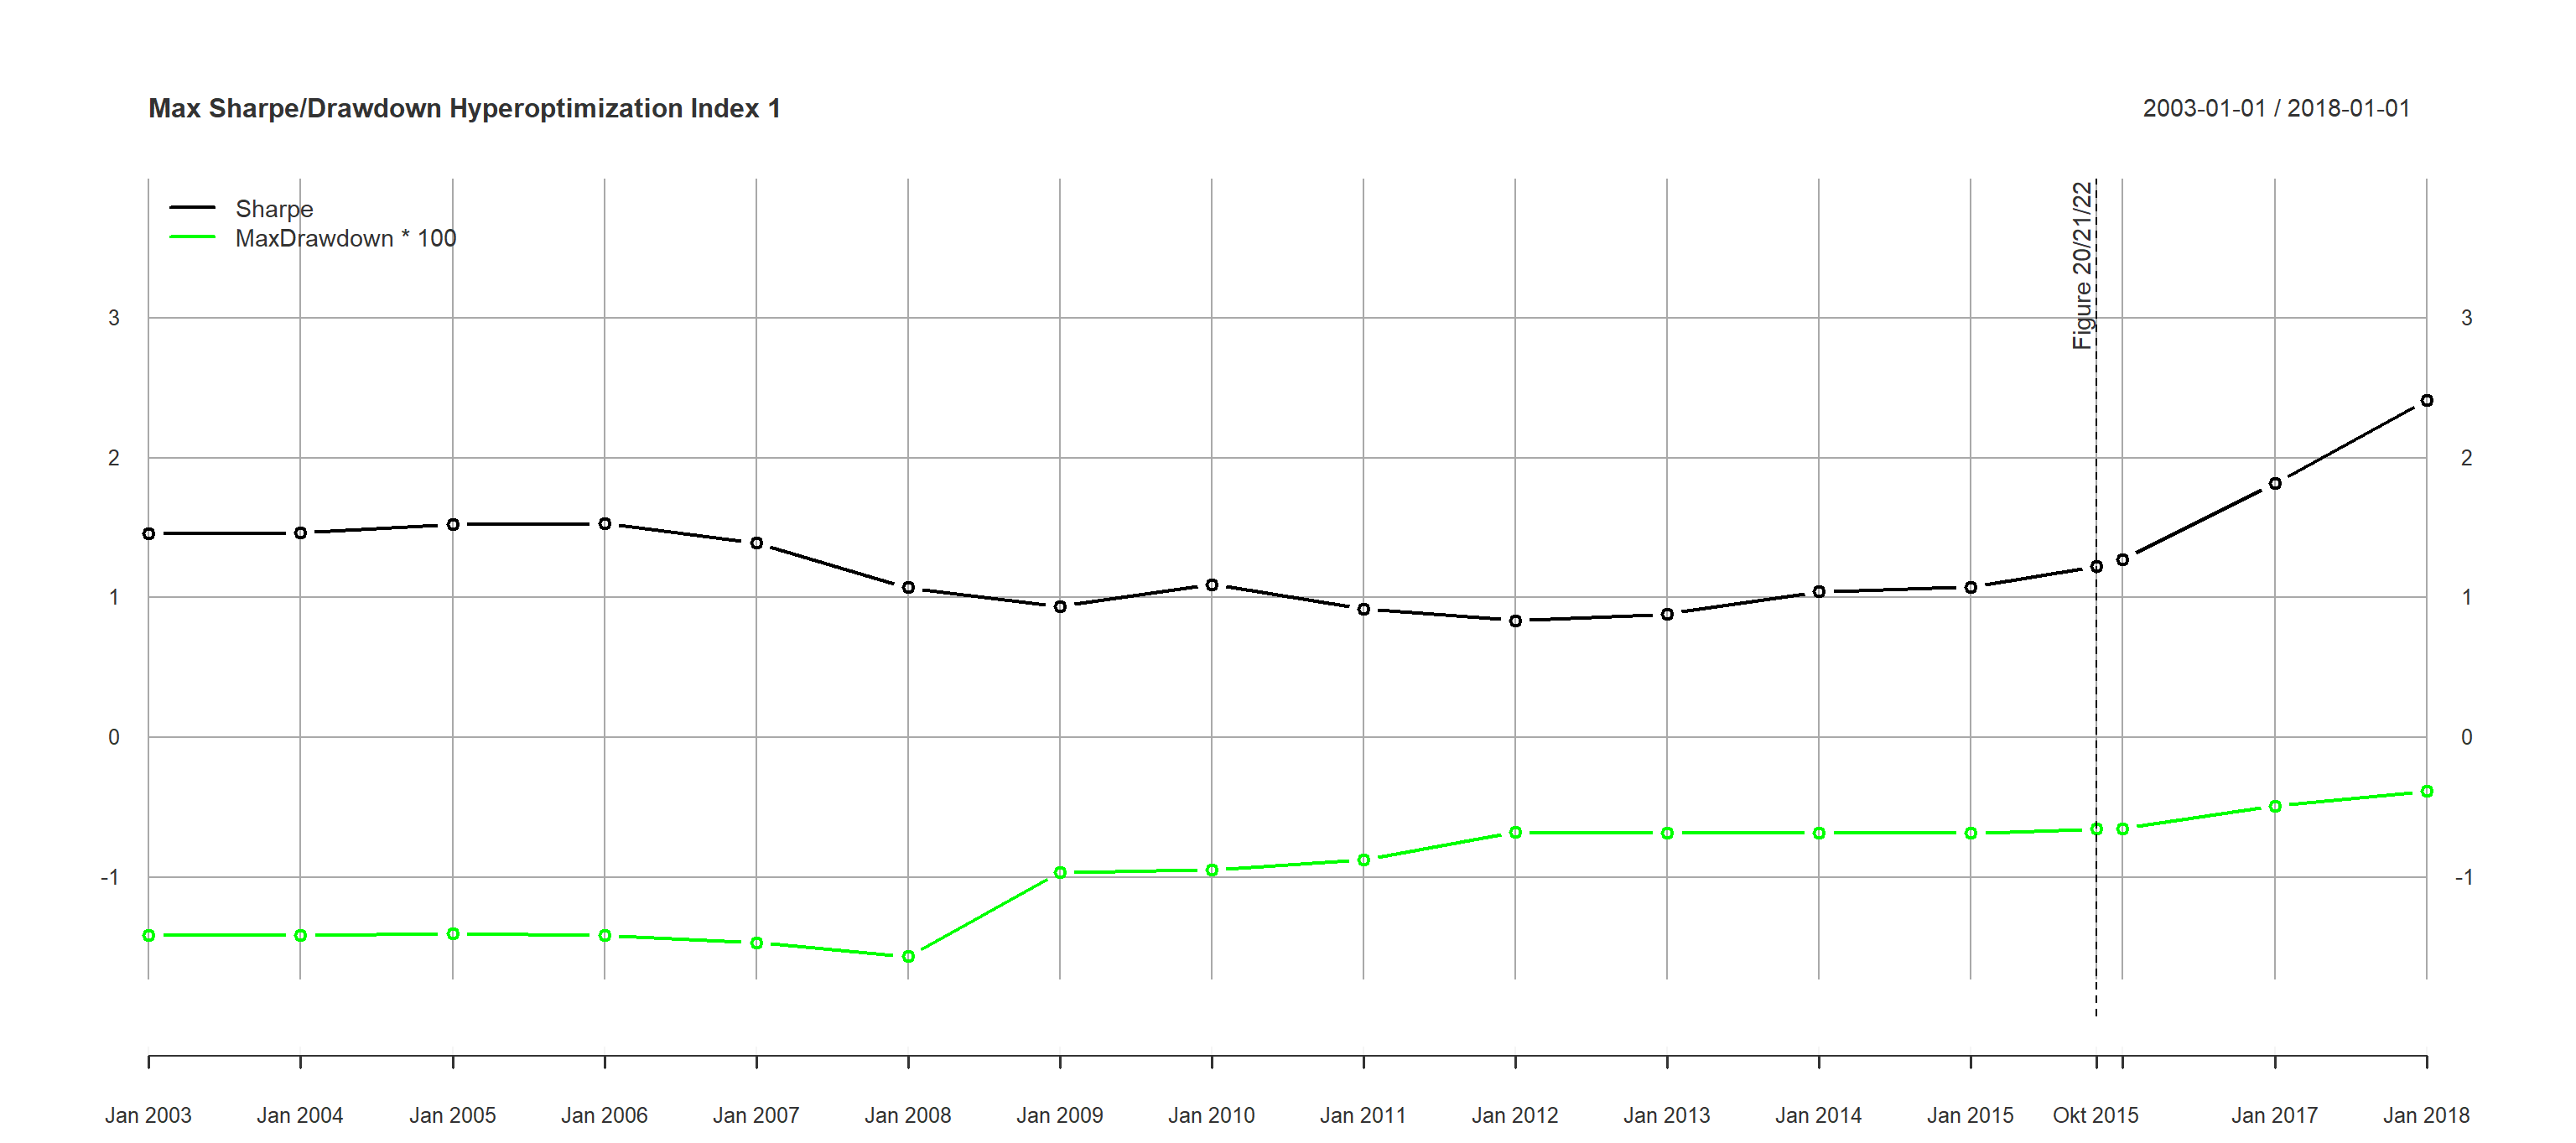 Max Sharpe/Drawdown Hyperoptimization Index 1
2003-01-01 / 2018-01-01
Sharpe
MaxDrawdown * 100
Figure 20/21/22
3
3
2
2
1
1
0
0
-1
-1
Jan 2003 Jan 2004 Jan 2005 Jan 2006 Jan 2007 Jan 2008 Jan 2009 Jan 2010 Jan 2011 Jan 2012 Jan 2013 Jan 2014 Jan 2015 Okt 2015 Jan 2017 Jan 2018